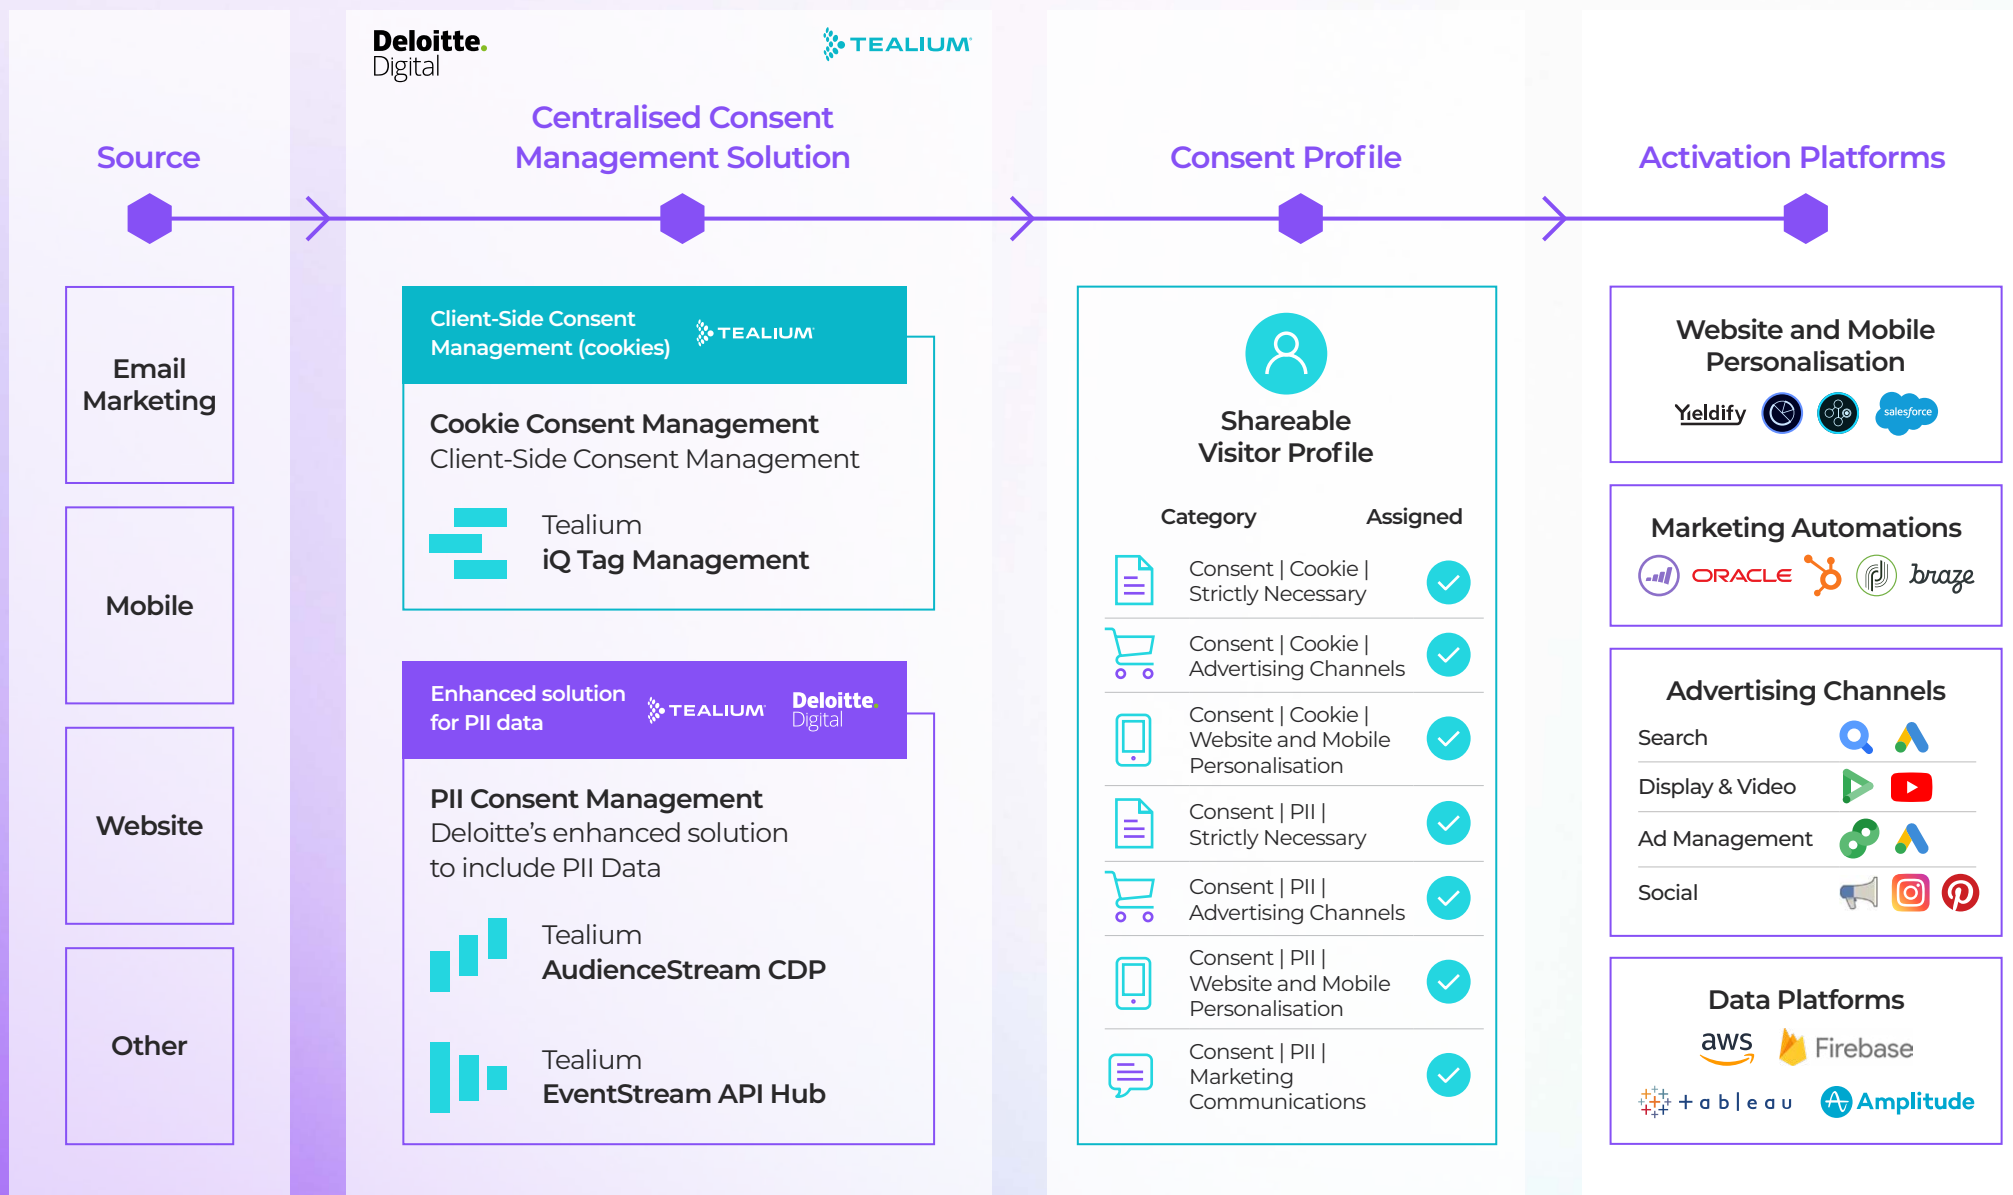 Deloitte.
Digital
TEALIUM
Source
Centralised Consent
Management Solution
Consent Profile
Activation Platforms
Email
Marketing
Mobile
Website
Other
Client-Side Consent
Management (cookies)
TEALIUM
Cookie Consent Management
Client-Side Consent Management
Tealium
iQ Tag Management
Enhanced solution
for PII data
TEALIUM
Deloitte.
Digital
PII Consent Management
Deloitte’s enhanced solution
to include PII Data
Tealium
AudienceStream CDP
Tealium
EventStream API Hub
Shareable
Visitor Profile
Category Assigned
Consent | Cookie |
Strictly Necessary
Consent | Cookie |
Advertising Channels
Consent | Cookie |
Website and Mobile
Personalisation
Consent | PII |
Strictly Necessary
Consent | PII |
Advertising Channels
Consent | PII |
Website and Mobile
Personalisation
Consent | PII |
Marketing
Communications
Website and Mobile
Personalisation
Yieldify
salesforce
Marketing Automations
ORACLE
braze
Advertising Channels
Search
Display & Video
Ad Management
Social
Data Platforms
aws
Firebase
+ableau
Amplitude